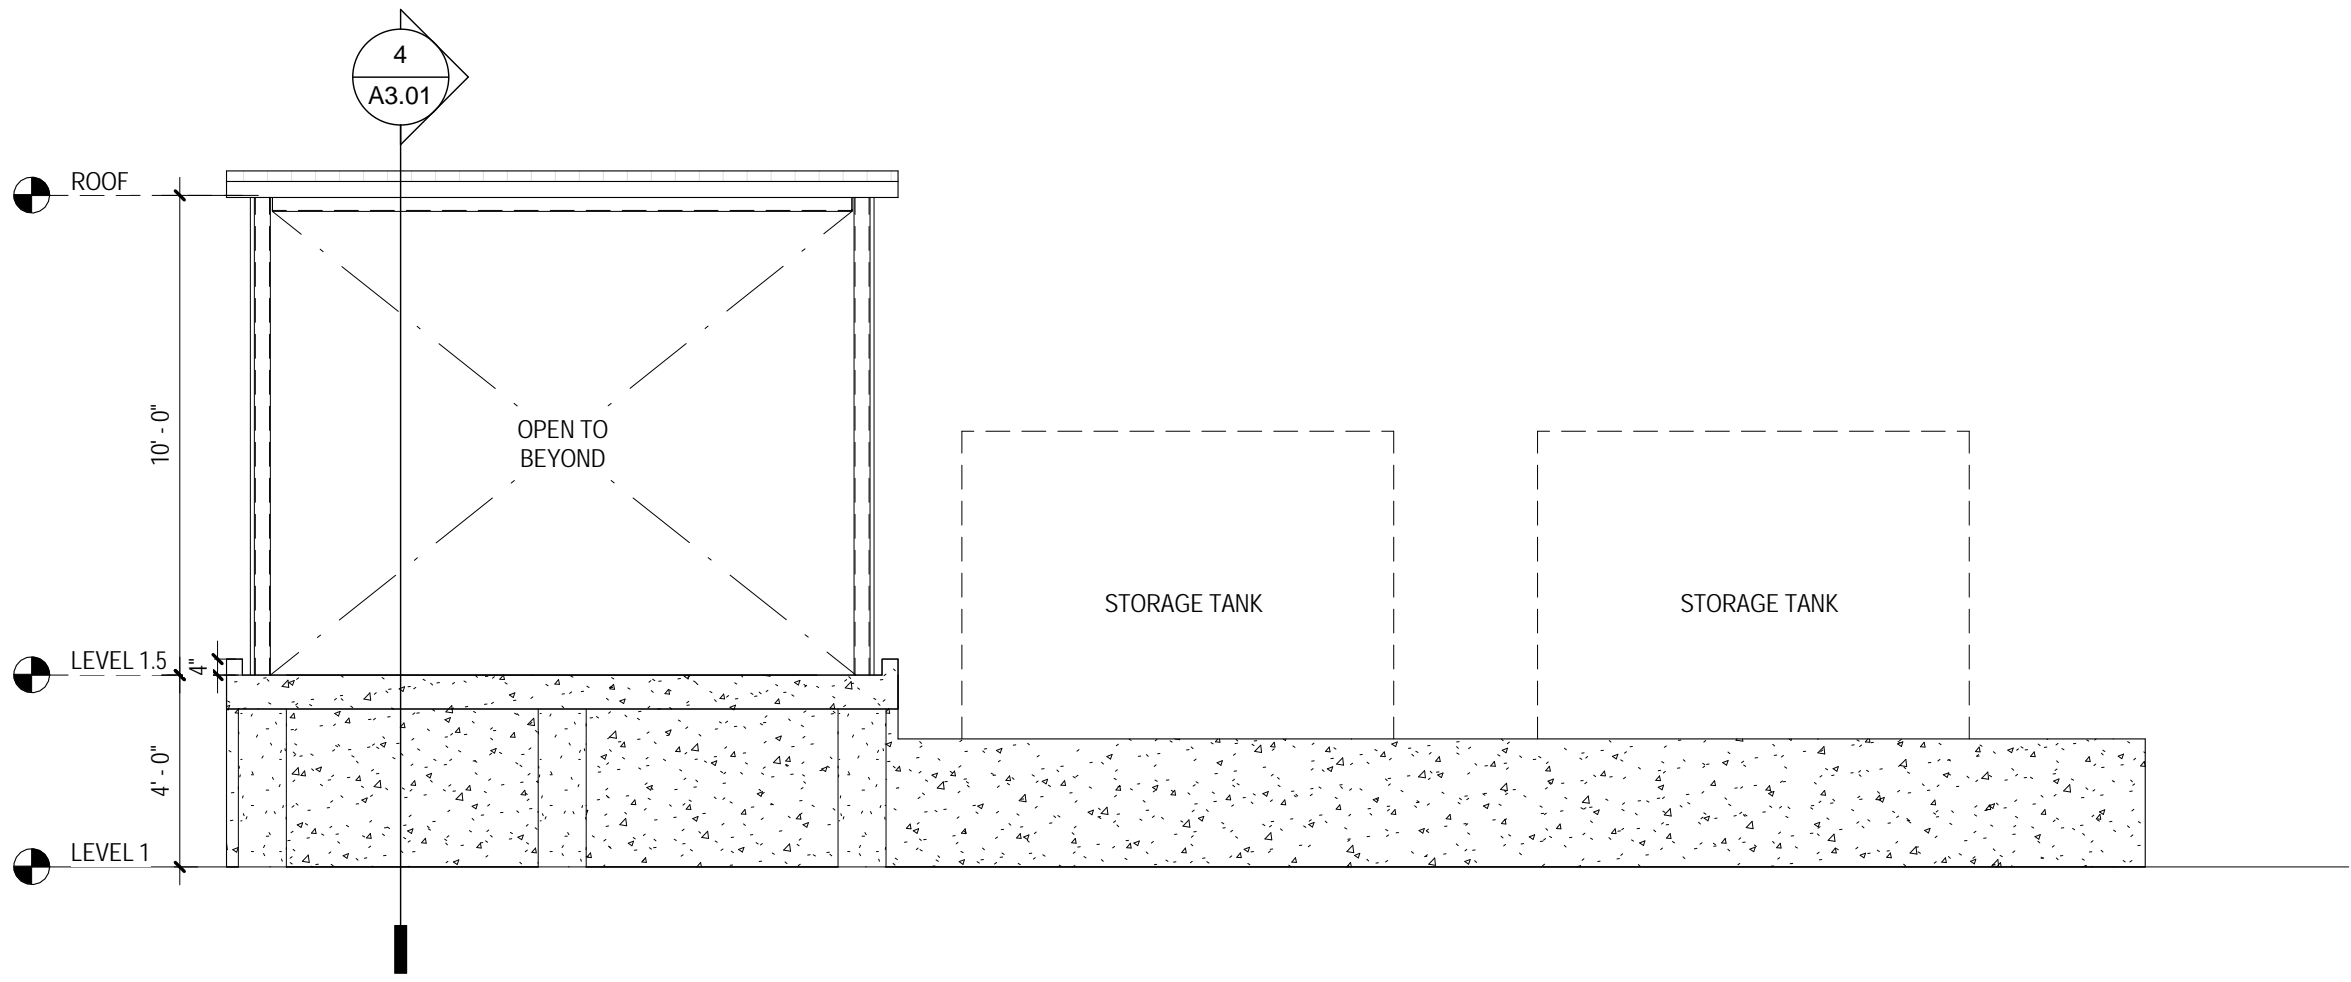 4
A3.01
ROOF
10' - 0"
OPEN TO
BEYOND
STORAGE TANK
STORAGE TANK
LEVEL 1.5
4"
4' - 0"
LEVEL 1